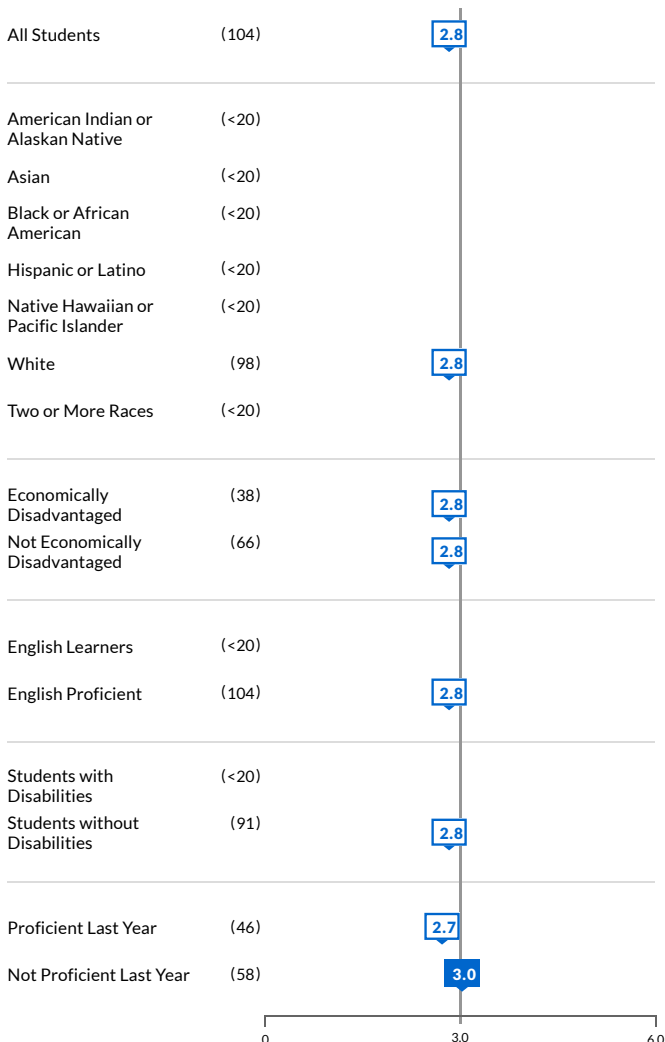 All Students (104) 2.8
American Indian or (<20)
Alaskan Native
Asian (<20)
Black or African (<20)
American
Hispanic or Latino (<20)
Native Hawaiian or (<20)
Pacific Islander
White (98) 2.8
Two or More Races (<20)
Economically (38) 2.8
Disadvantaged
Not Economically (66) 2.8
Disadvantaged
English Learners (<20)
English Proficient (104) 2.8
Students with (<20)
Disabilities
Students without (91) 2.8
Disabilities
Proficient Last Year (46) 2.7
Not Proficient Last Year (58) 3.0
0 3.0 6.0